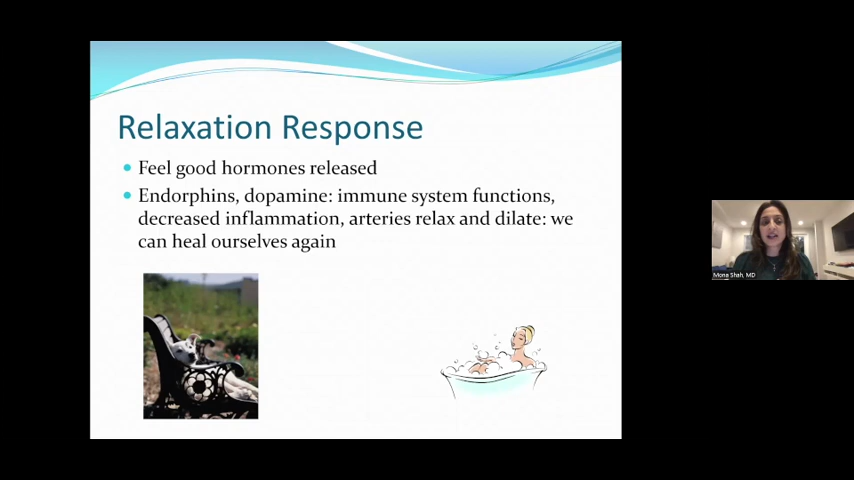 Relaxation Response
Feel good hormones released
Endorphins, dopamine: immune system functions,
decreased inflammation, arteries relax and dilate: we
can heal ourselves again
Mona Shah, MD